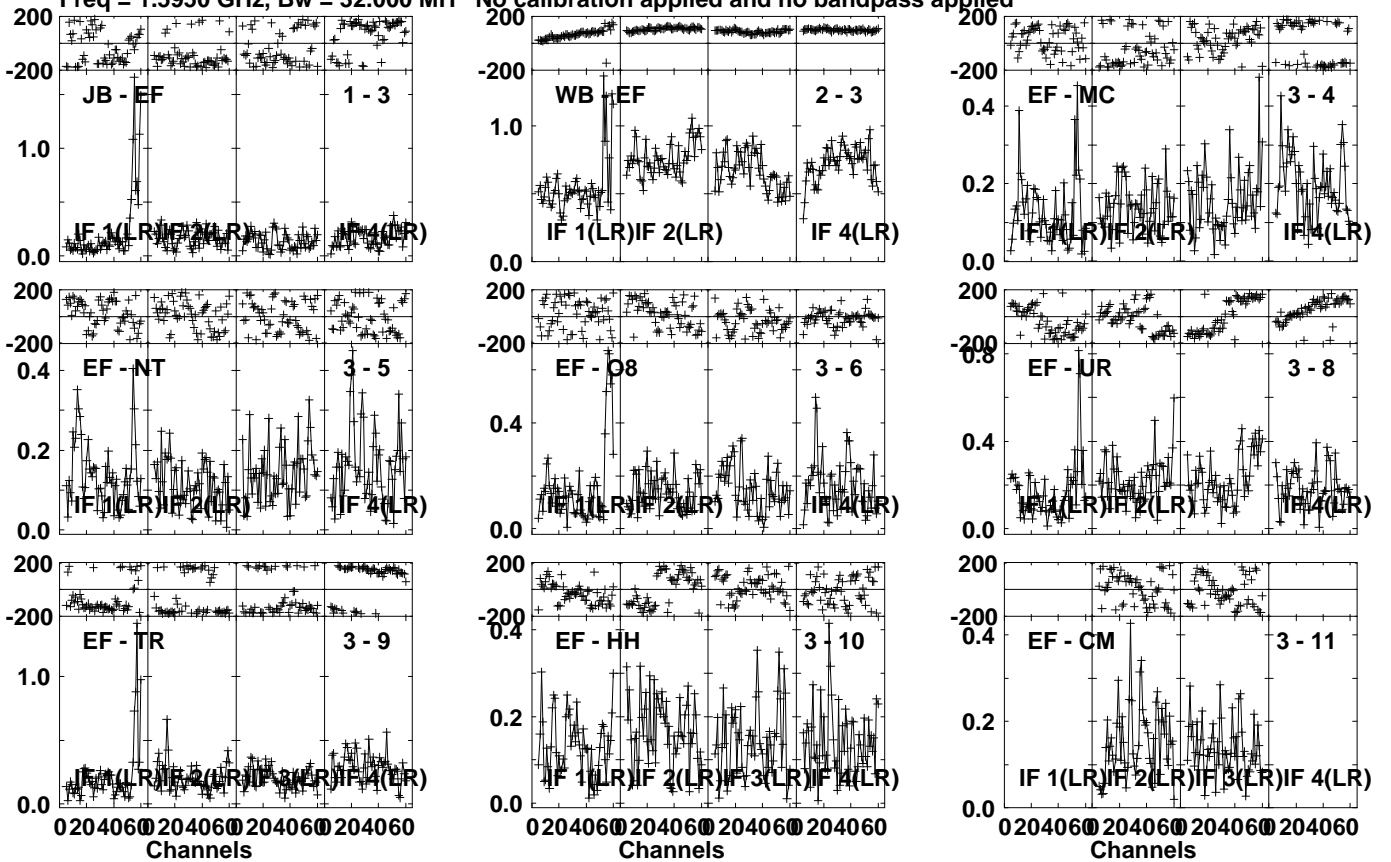 Freq = 1.5950 GHz, Bw = 32.000 MH No calibration applied and no bandpass applied
200
-200
JB - EF 1 - 3
1.0
0.0
IF 1(LR) IF 2(LR) IF 4(LR)
WB - EF 2 - 3
1.0
0.0
IF 1(LR) IF 2(LR) IF 4(LR)
200
-200
EF - MC 3 - 4
0.4
0.2
0.0
IF 1(LR) IF 2(LR) IF 4(LR)
200
-200
EF - NT 3 - 5
0.4
0.2
0.0
IF 1(LR) IF 2(LR) IF 4(LR)
200
-200
EF - O8 3 - 6
0.4
0.0
IF 1(LR) IF 2(LR) IF 4(LR)
200
-200
0.8
EF - UR 3 - 8
0.4
0.0
IF 1(LR) IF 2(LR) IF 4(LR)
200
-200
EF - TR 3 - 9
1.0
0.0
IF 1(LR) IF 2(LR) IF 3(LR) IF 4(LR)
0 20 40 60 0 20 40 60 0 20 40 60 0 20 40 60
Channels
200
-200
0.4
EF - HH 3 - 10
0.2
0.0
IF 1(LR) IF 2(LR) IF 3(LR) IF 4(LR)
0 20 40 60 0 20 40 60 0 20 40 60 0 20 40 60
Channels
200
-200
0.4
EF - CM 3 - 11
0.2
0.0
IF 1(LR) IF 2(LR) IF 3(LR) IF 4(LR)
0 20 40 60 0 20 40 60 0 20 40 60 0 20 40 60
Channels